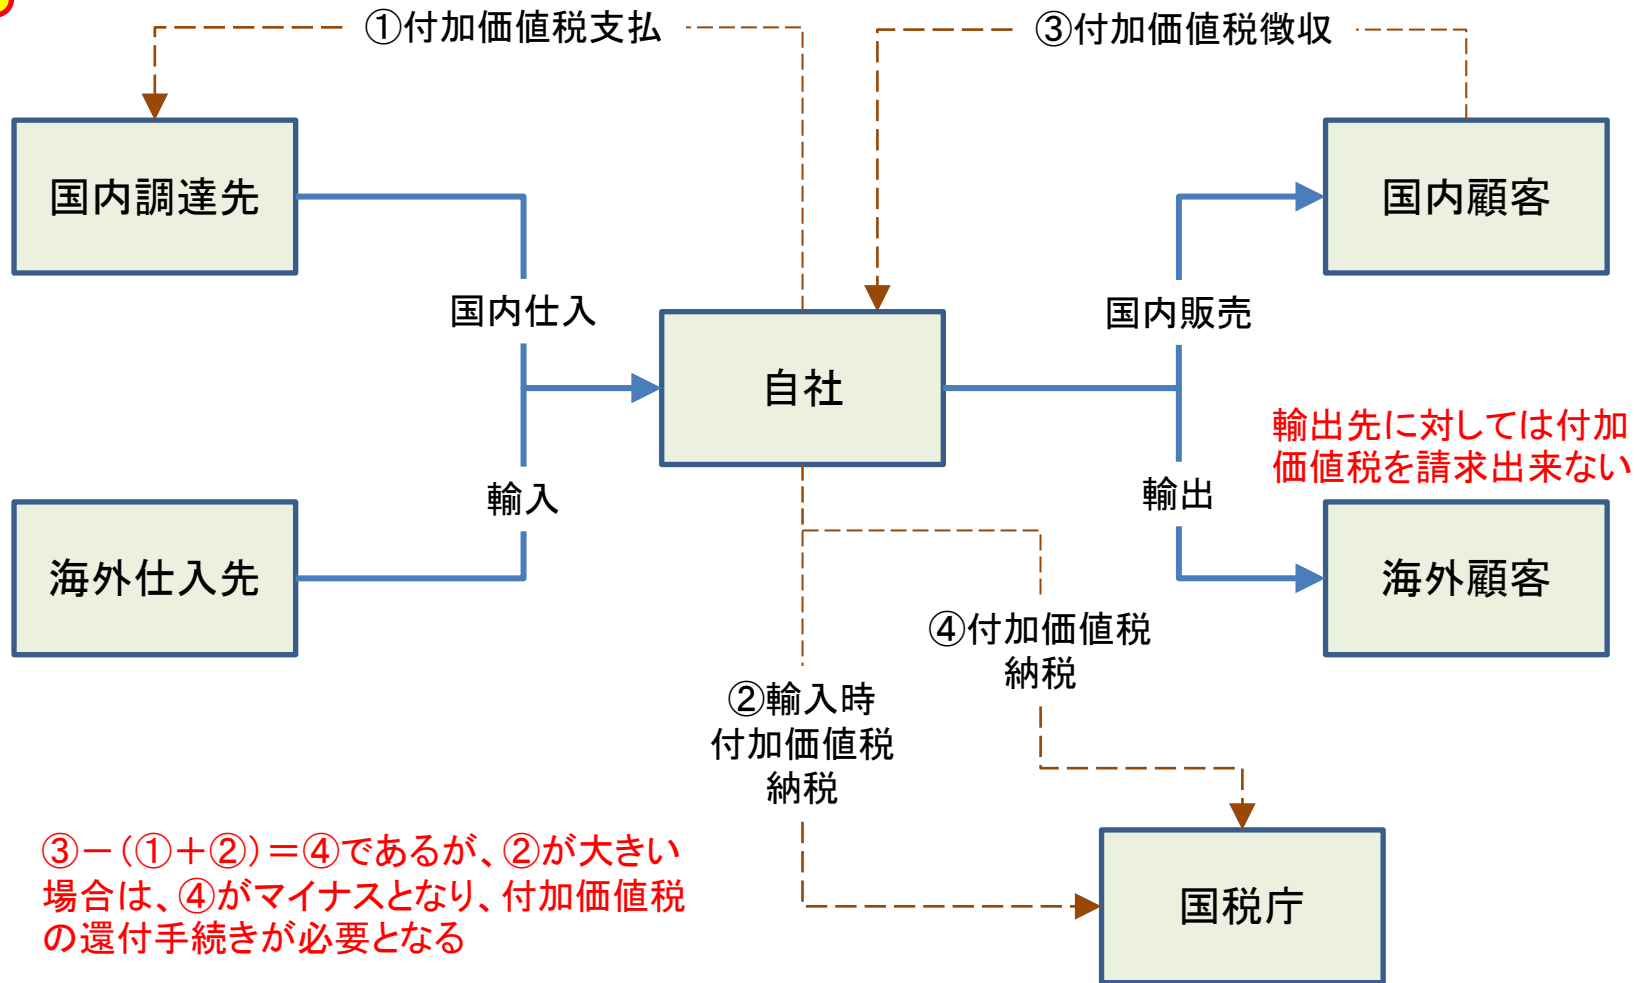 ①付加価値税支払
③付加価値税徴収
国内調達先
国内顧客
国内仕入
国内販売
自社
輸出先に対しては付加
価値税を請求出来ない
輸入
輸出
海外仕入先
海外顧客
④付加価値税
納税
②輸入時
付加価値税
納税
③－(①＋②)＝④であるが、②が大きい
場合は、④がマイナスとなり、付加価値税
の還付手続きが必要となる
国税庁